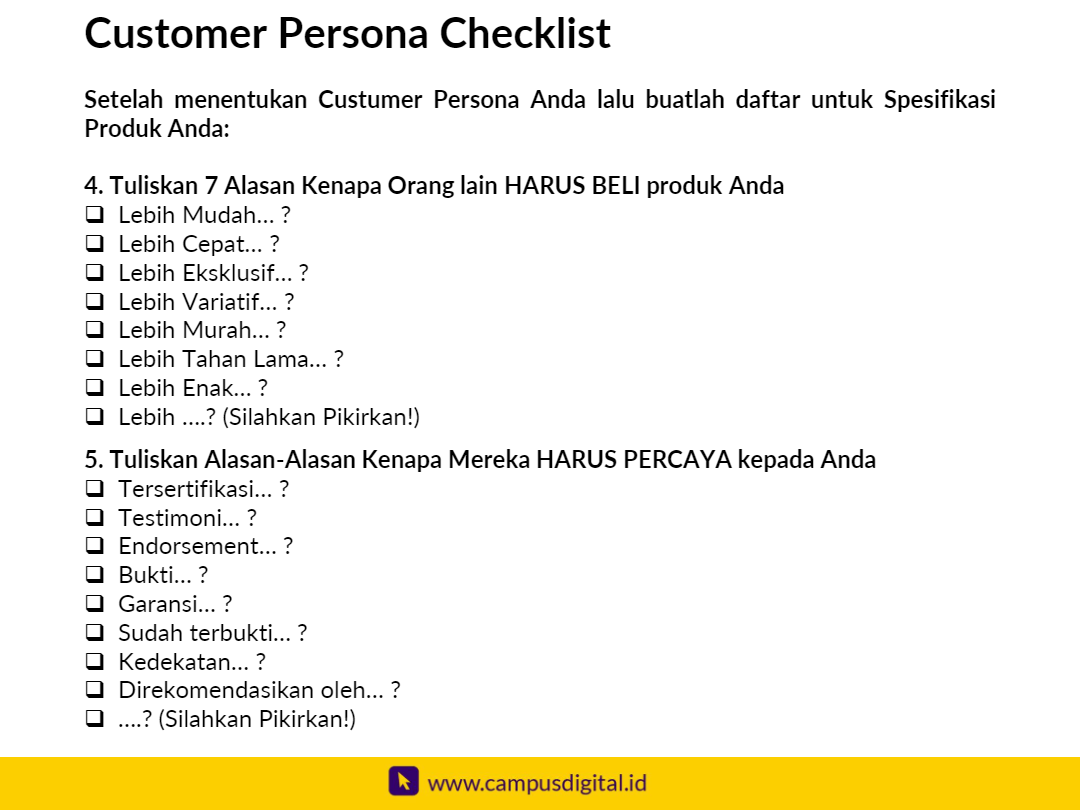 Customer Persona Checklist
Setelah menentukan Custumer Persona Anda lalu buatlah daftar untuk Spesifikasi
Produk Anda:
4. Tuliskan 7 Alasan Kenapa Orang lain HARUS BELI produk Anda
❑ Lebih Mudah... ?
❑ Lebih Cepat... ?
❑ Lebih Eksklusif... ?
❑ Lebih Variatif... ?
❑ Lebih Murah... ?
❑ Lebih Tahan Lama... ?
❑ Lebih Enak... ?
❑ Lebih ....? (Silahkan Pikirkan!)
5. Tuliskan Alasan-Alasan Kenapa Mereka HARUS PERCAYA kepada Anda
❑ Tersertifikasi... ?
❑ Testimoni... ?
❑ Endorsement... ?
❑ Bukti... ?
❑ Garansi... ?
❑ Sudah terbukti... ?
❑ Kedekatan... ?
❑ Direkomendasikan oleh... ?
❑ ....? (Silahkan Pikirkan!)
www.campusdigital.id